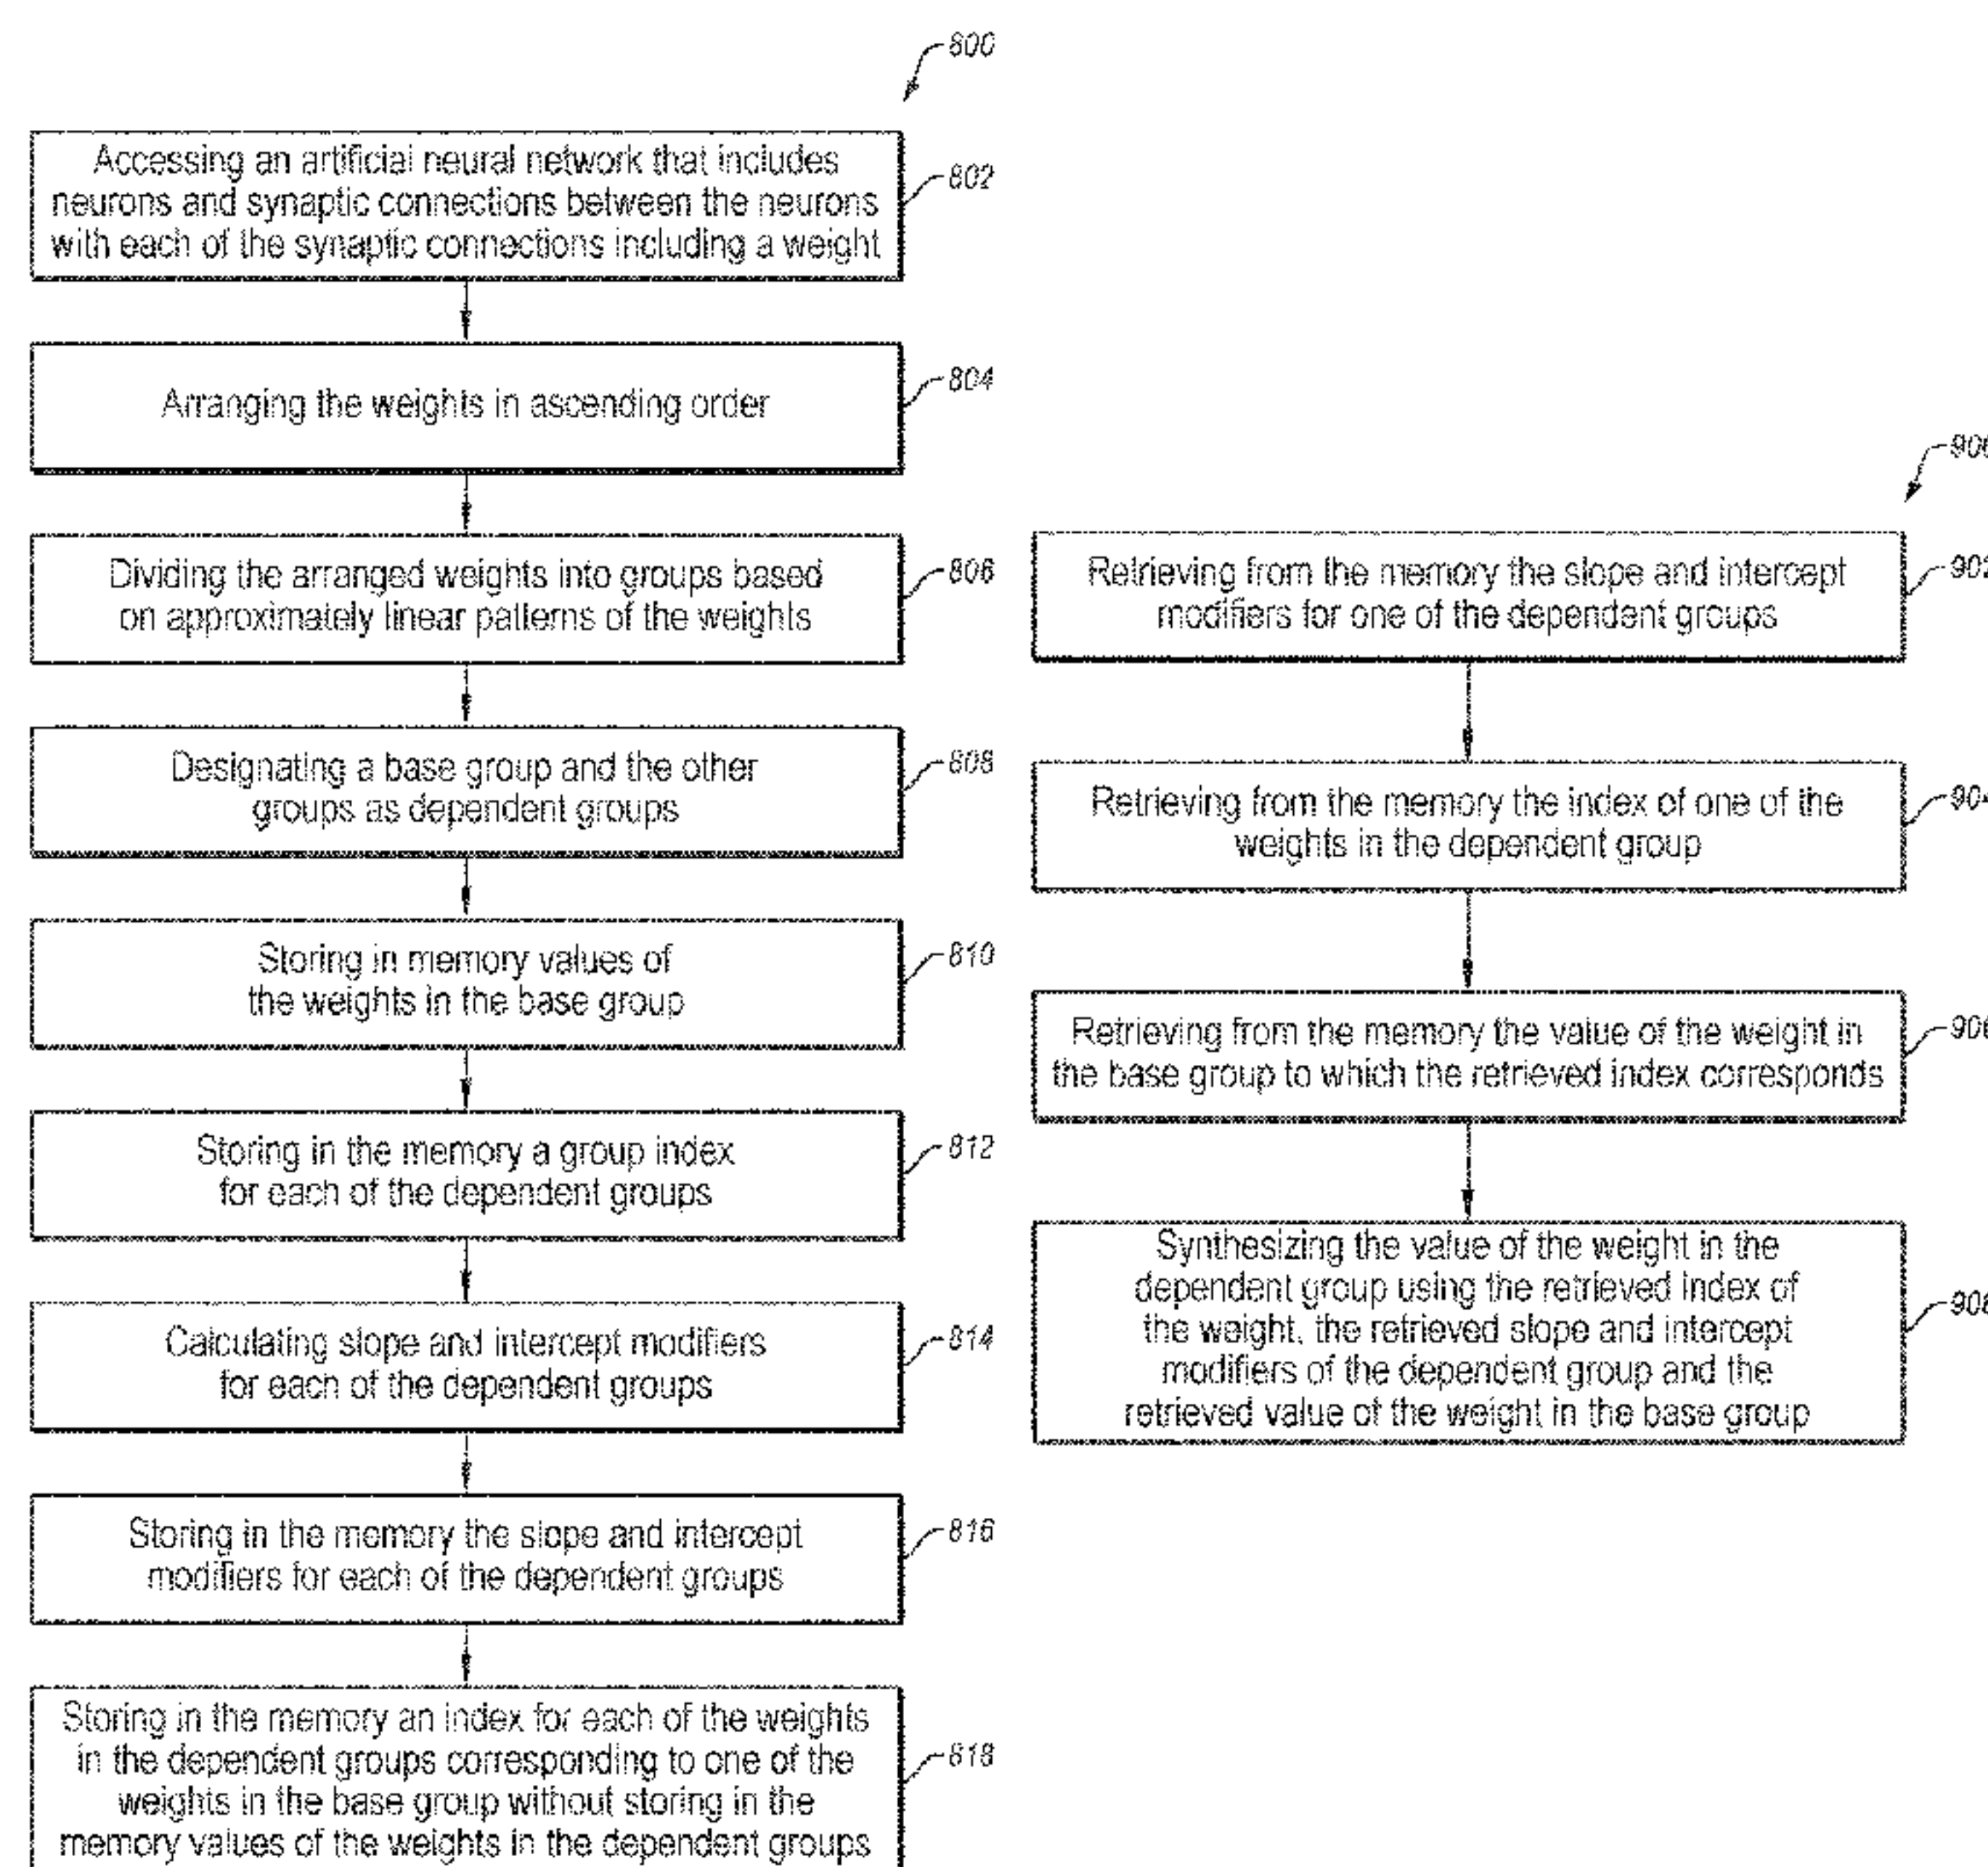 800
Accessing an artificial neural network that includes
neurons and synaptic connections between the neurons
with each of the synaptic connections including a weight
802
Arranging the weights in ascending order
804
Dividing the arranged weights into groups based
on approximately linear patterns of the weights
806
Designating a base group and the other
groups as dependent groups
808
Storing in memory values of
the weights in the base group
810
Storing in the memory a group index
for each of the dependent groups
812
Calculating slope and intercept modifiers
for each of the dependent groups
814
Storing in the memory the slope and intercept
modifiers for each of the dependent groups
816
Storing in the memory an index for each of the weights
in the dependent groups corresponding to one of the
weights in the base group without storing in the
memory values of the weights in the dependent groups
818
900
Retrieving from the memory the slope and intercept
modifiers for one of the dependent groups
902
Retrieving from the memory the index of one of the
weights in the dependent group
904
Retrieving from the memory the value of the weight in
the base group to which the retrieved index corresponds
906
Synthesizing the value of the weight in the
dependent group using the retrieved index of
the weight, the retrieved slope and intercept
modifiers of the dependent group and the
retrieved value of the weight in the base group
908